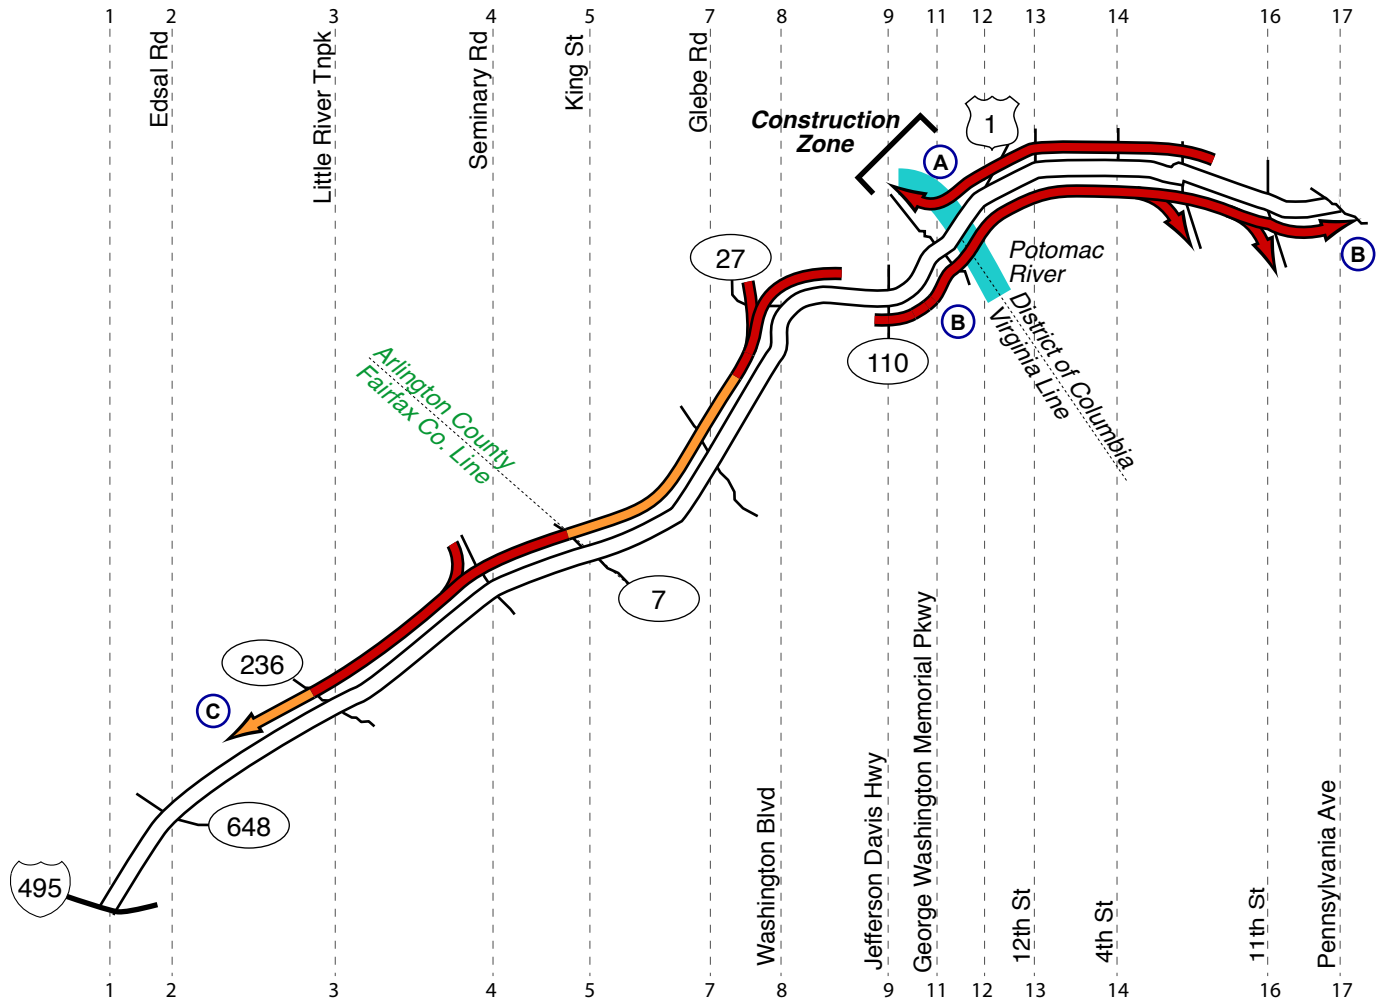 1 2 3 4 5 7 8 9 11 12 13 14 16 17
Edsal Rd
Little River Tnpk
Seminary Rd
King St
Glebe Rd
Construction
Zone
1
A
27
Potomac
River
B
B
110
District of Columbia
Virginia Line
Arlington County
Fairfax Co. Line
7
236
C
648
495
Washington Blvd
Jefferson Davis Hwy
George Washington Memorial Pkwy
12th St
4th St
11th St
Pennsylvania Ave
1 2 3 4 5 7 8 9 11 12 13 14 16 17